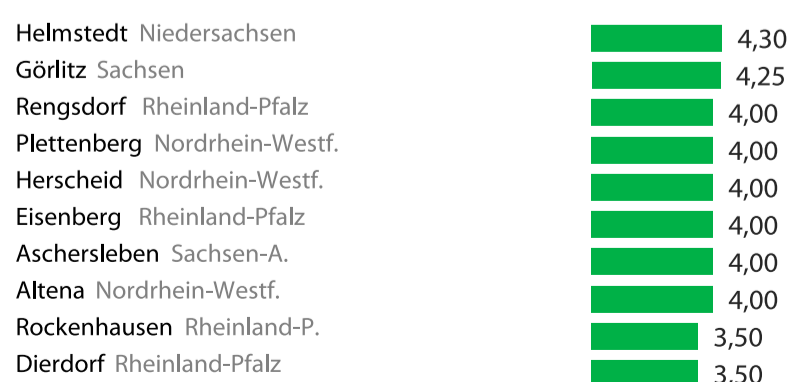 Helmstedt Niedersachsen 4,30
Görlitz Sachsen 4,25
Rengsdorf Rheinland-Pfalz 4,00
Plettenberg Nordrhein-Westf. 4,00
Herscheid Nordrhein-Westf. 4,00
Eisenberg Rheinland-Pfalz 4,00
Aschersleben Sachsen-A. 4,00
Altena Nordrhein-Westf. 4,00
Rockenhausen Rheinland-P. 3,50
Dierdorf Rheinland-Pfalz 3,50